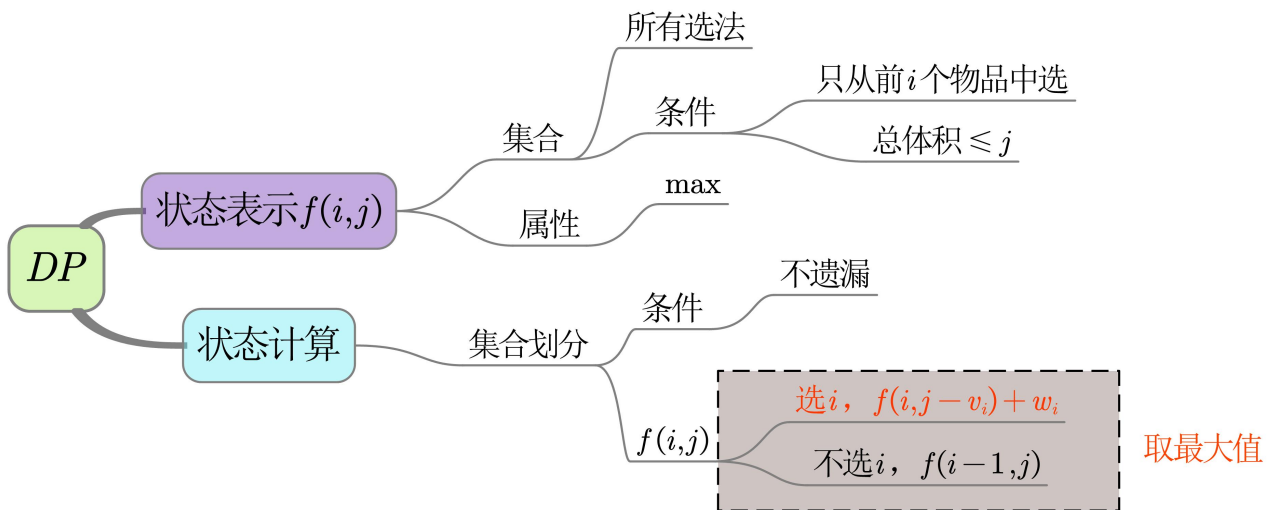 DP
状态表示f(i,j)
集合
所有选法
条件
只从前i个物品中选
总体积≤j
属性
max
状态计算
集合划分
条件
不遗漏
f(i,j)
选i，f(i,j−v_i)+w_i
不选i，f(i−1,j)
取最大值